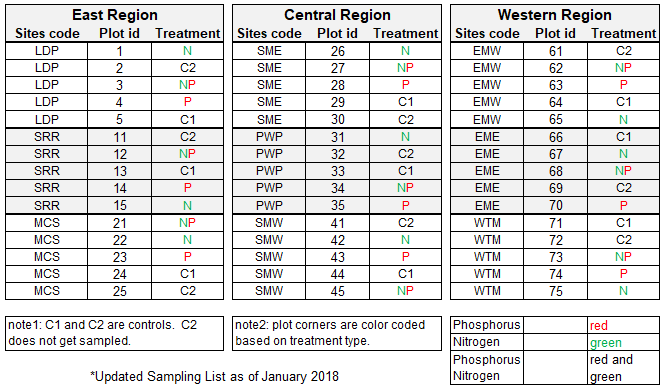 East Region Central Region Western Region
Sites code Plot id Treatment Sites code Plot id Treatment Sites code Plot id Treatment
LDP 1 N SME 26 N EMW 61 C2
LDP 2 C2 SME 27 NP EMW 62 NP
LDP 3 NP SME 28 P EMW 63 P
LDP 4 P SME 29 C1 EMW 64 C1
LDP 5 C1 SME 30 C2 EMW 65 N
SRR 11 C2 PWP 31 N EME 66 C1
SRR 12 NP PWP 32 C2 EME 67 N
SRR 13 C1 PWP 33 C1 EME 68 NP
SRR 14 P PWP 34 NP EME 69 C2
SRR 15 N PWP 35 P EME 70 P
MCS 21 NP SMW 41 C2 WTM 71 C1
MCS 22 N SMW 42 N WTM 72 C2
MCS 23 P SMW 43 P WTM 73 NP
MCS 24 C1 SMW 44 C1 WTM 74 P
MCS 25 C2 SMW 45 NP WTM 75 N
note1: C1 and C2 are controls. C2
does not get sampled.
note2: plot corners are color coded
based on treatment type.
Phosphorus red
Nitrogen green
Phosphorus red and
Nitrogen green
*Updated Sampling List as of January 2018